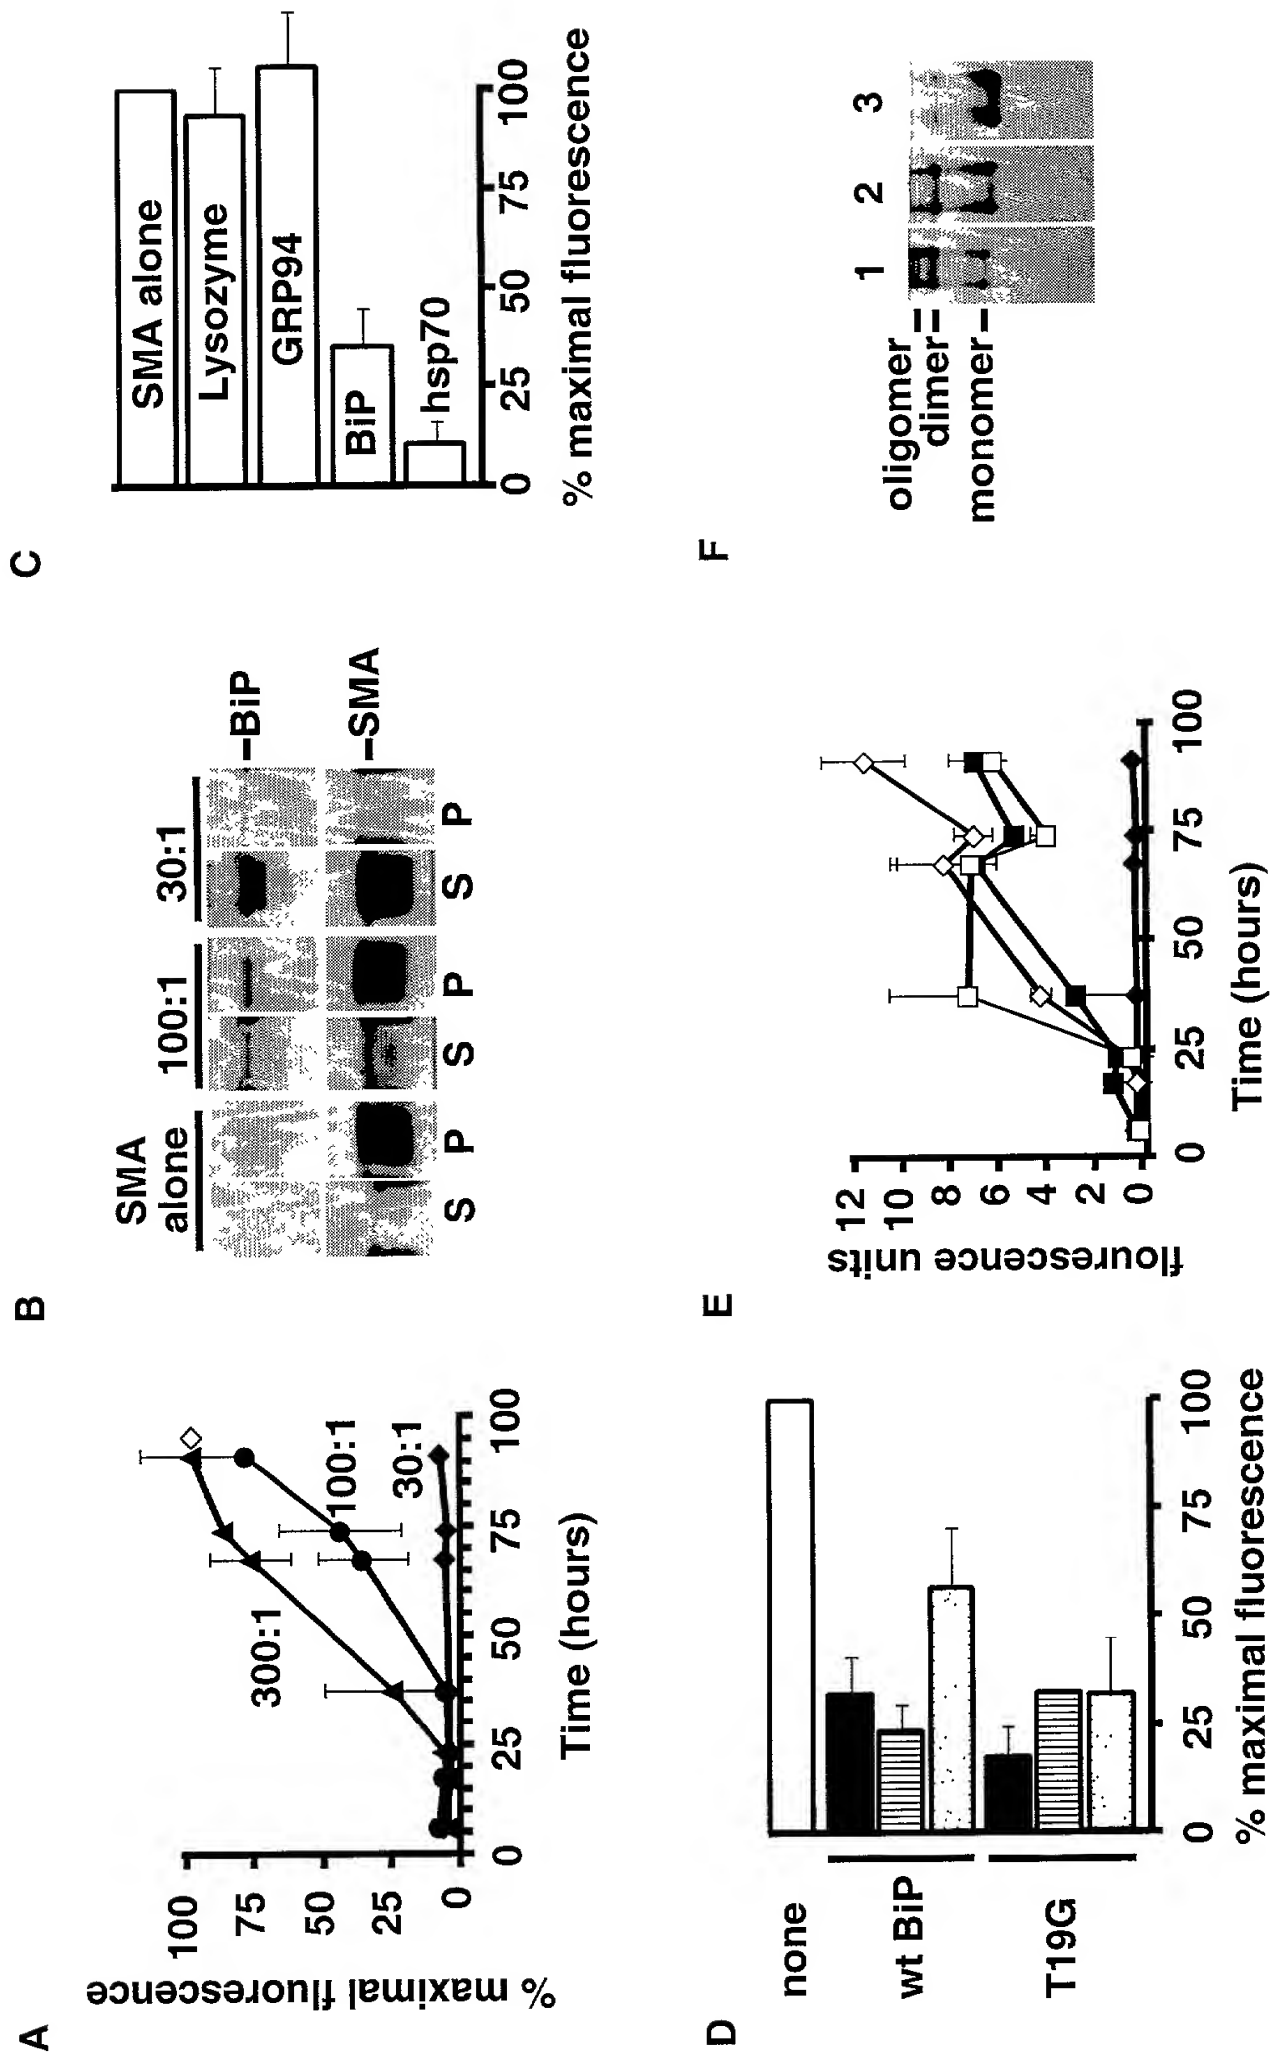 A
% maximal fluorescence
100
75
50
25
0
300:1
100:1
30:1
0 25 50 75 100
Time (hours)
B
SMA alone
100:1
30:1
BiP
SMA
S P S P S P
C
SMA alone
Lysozyme
GRP94
BiP
hsp70
0 25 50 75 100
% maximal fluorescence
D
none
wt BiP
T19G
0 25 50 75 100
% maximal fluorescence
E
flourescence units
12
10
8
6
4
2
0
0 25 50 75 100
Time (hours)
F
1 2 3
oligomer
dimer
monomer